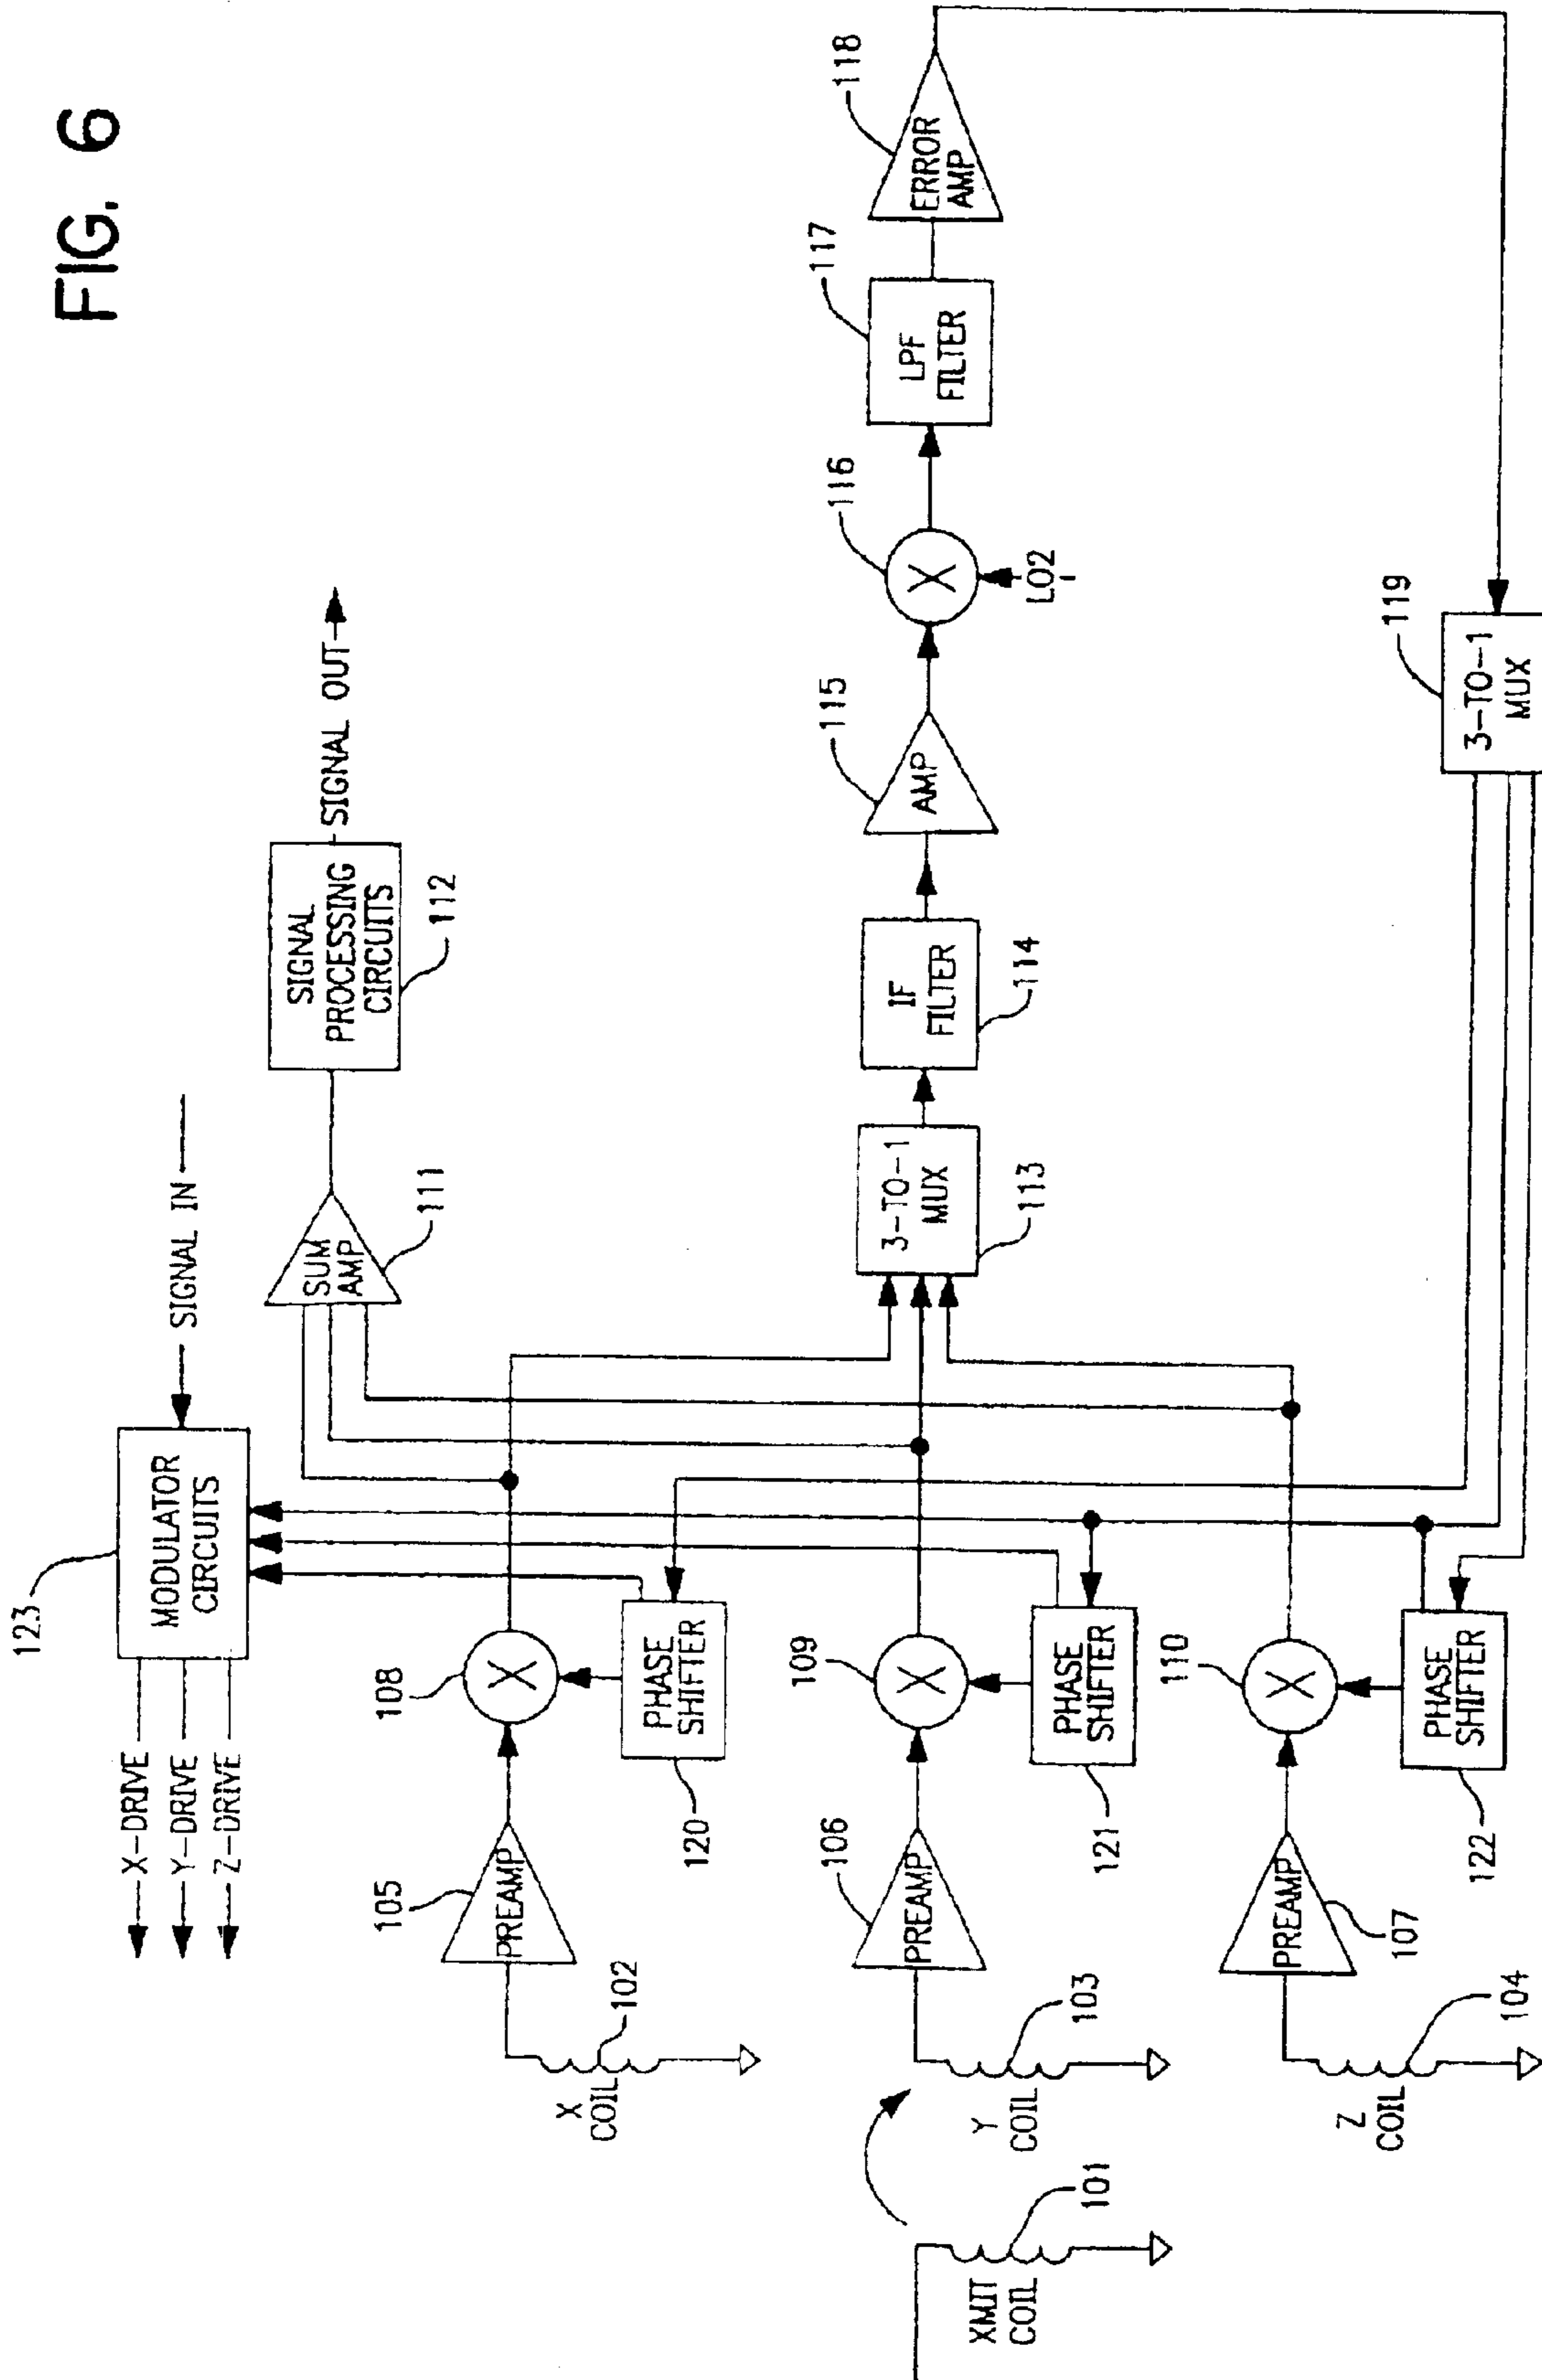 FIG. 6
123
MODULATOR
CIRCUITS
SIGNAL IN
X-DRIVE
Y-DRIVE
Z-DRIVE
SUM
AMP
111
SIGNAL
PROCESSING
CIRCUITS
112
SIGNAL OUT
X
COIL
102
PREAMP
105
X
108
PHASE
SHIFTER
120
XMIT
COIL
101
Y
COIL
103
PREAMP
106
X
109
PHASE
SHIFTER
121
3-TO-1
MUX
113
IF
FILTER
114
AMP
115
X
116
LO2
LPF
FILTER
117
ERROR
AMP
118
Z
COIL
104
PREAMP
107
X
110
PHASE
SHIFTER
122
3-TO-1
MUX
119